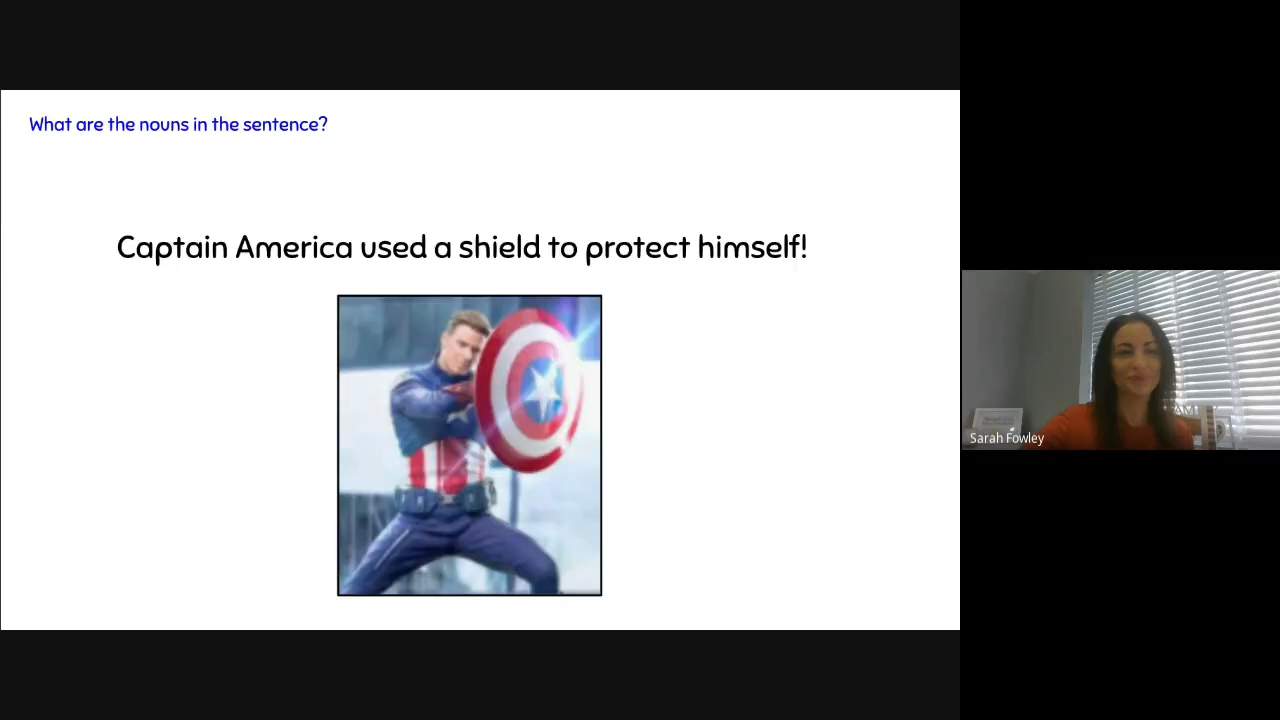 What are the nouns in the sentence?
Captain America used a shield to protect himself!
Sarah Fowley